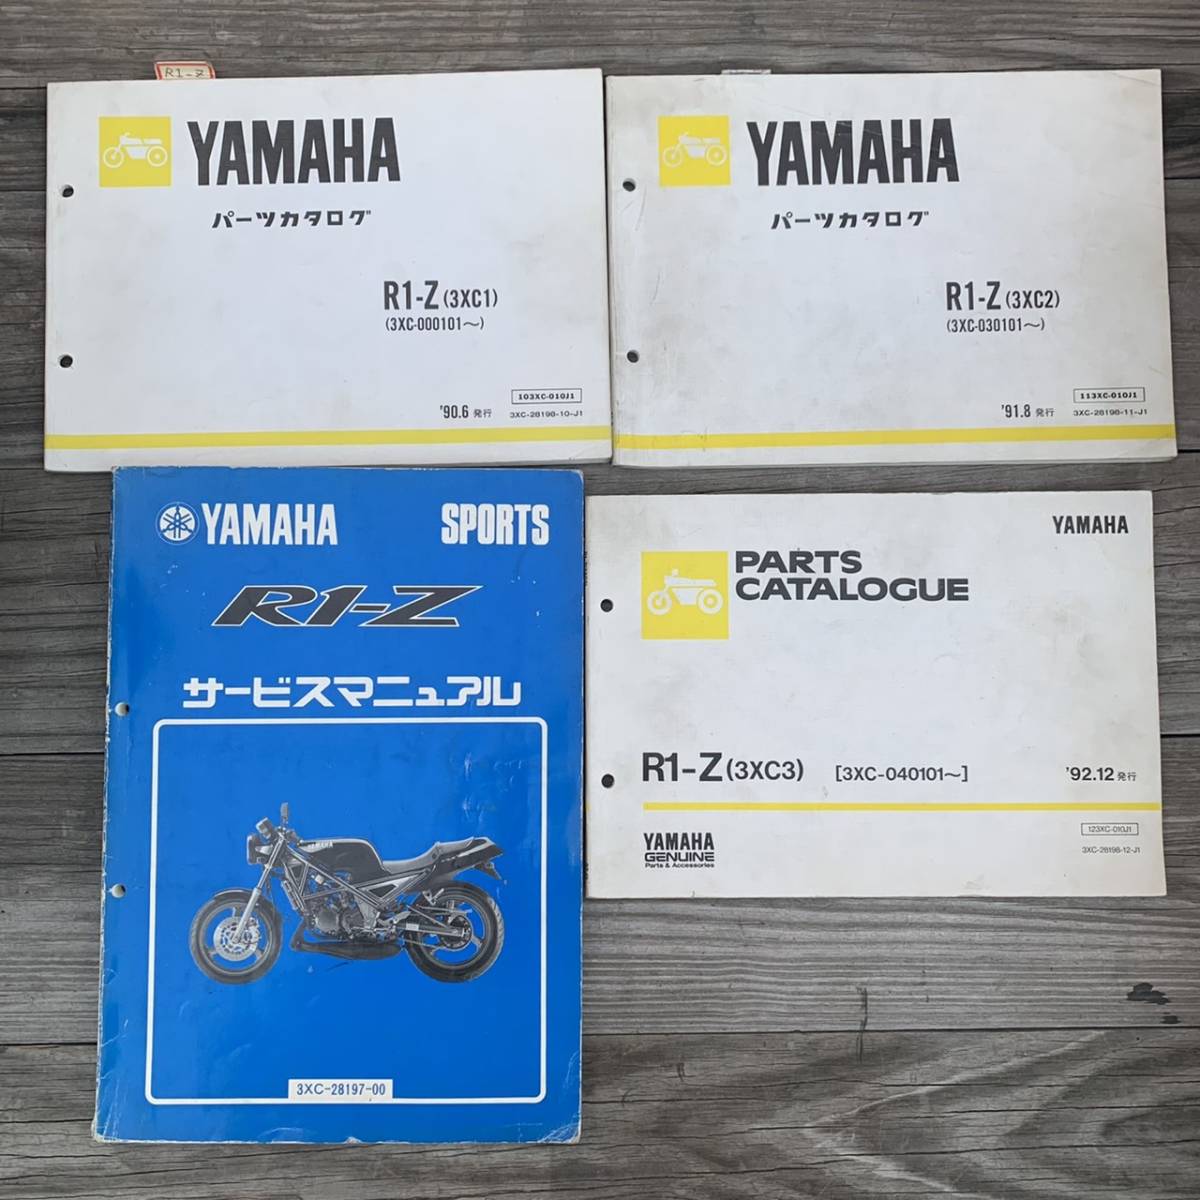 R1-Z
YAMAHA
パーツカタログ
R1-Z (3XC1)
(3XC-000101～)
103XC-010J1
'90.6 発行
3XC-28198-10-J1
YAMAHA
パーツカタログ
R1-Z (3XC2)
(3XC-030101～)
113XC-010J1
'91.8 発行
3XC-28198-11-J1
YAMAHA SPORTS
R1-Z
サービスマニュアル
YAMAHA
3XC-28197-00
YAMAHA
PARTS
CATALOGUE
R1-Z (3XC3) [3XC-040101～] '92.12 発行
YAMAHA
GENUINE
Parts & Accessories
123XC-010J1
3XC-28198-12-J1